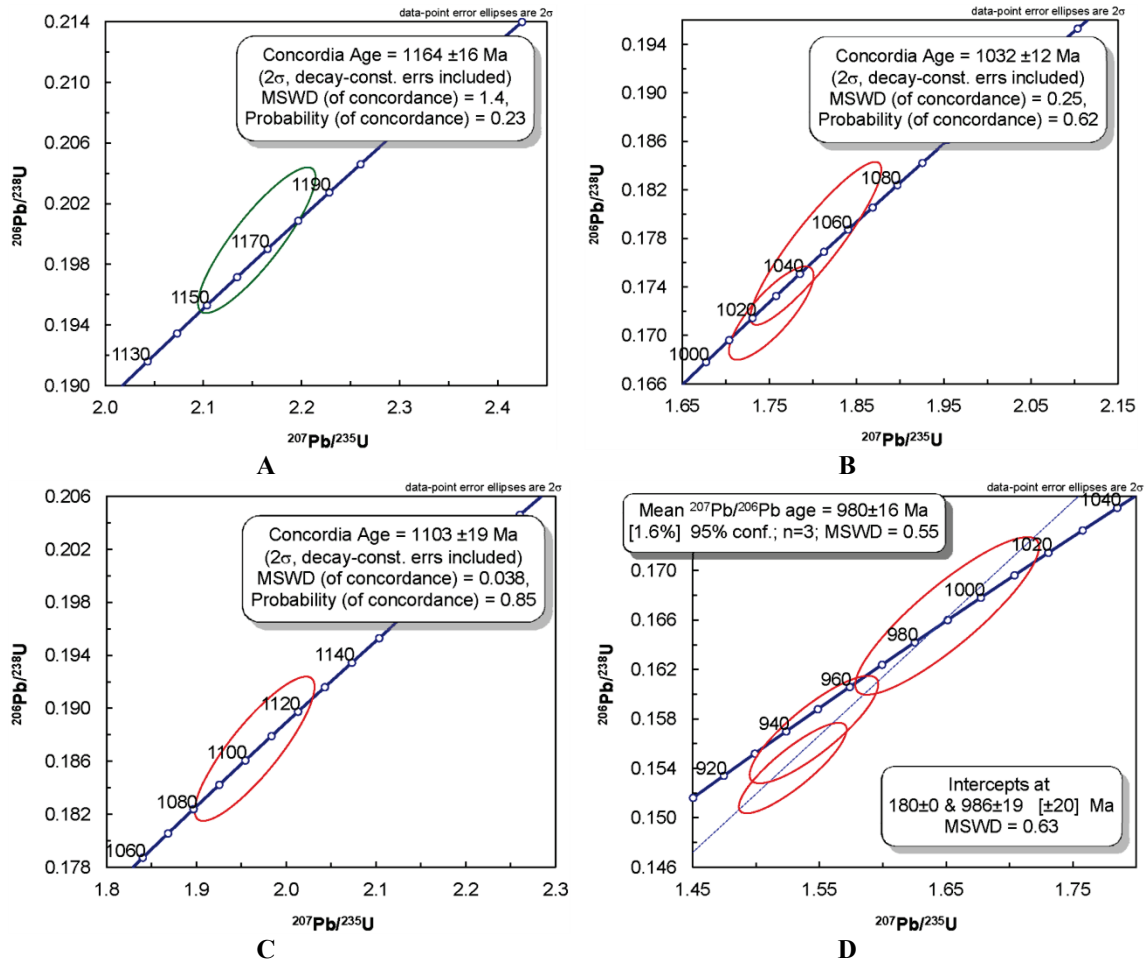 data-point error ellipses are 2σ
Concordia Age = 1164 ±16 Ma
(2σ, decay-const. errs included)
MSWD (of concordance) = 1.4,
Probability (of concordance) = 0.23
0.214
0.210
0.206
0.202
0.198
0.194
0.190
²⁰⁶Pb/²³⁸U
1190
1170
1150
1130
2.0
2.1
2.2
2.3
2.4
²⁰⁷Pb/²³⁵U
A
data-point error ellipses are 2σ
Concordia Age = 1032 ±12 Ma
(2σ, decay-const. errs included)
MSWD (of concordance) = 0.25,
Probability (of concordance) = 0.62
0.194
0.190
0.186
0.182
0.178
0.174
0.170
0.166
²⁰⁶Pb/²³⁸U
1080
1060
1040
1020
1000
1.65
1.75
1.85
1.95
2.05
2.15
²⁰⁷Pb/²³⁵U
B
data-point error ellipses are 2σ
Concordia Age = 1103 ±19 Ma
(2σ, decay-const. errs included)
MSWD (of concordance) = 0.038,
Probability (of concordance) = 0.85
0.206
0.202
0.198
0.194
0.190
0.186
0.182
0.178
²⁰⁶Pb/²³⁸U
1140
1120
1100
1080
1060
1.8
1.9
2.0
2.1
2.2
2.3
²⁰⁷Pb/²³⁵U
C
data-point error ellipses are 2σ
Mean ²⁰⁷Pb/²⁰⁶Pb age = 980±16 Ma
[1.6%] 95% conf.; n=3; MSWD = 0.55
0.170
0.166
0.162
0.158
0.154
0.150
0.146
²⁰⁶Pb/²³⁸U
1040
1020
1000
980
960
940
920
Intercepts at
180±0 & 986±19 [±20] Ma
MSWD = 0.63
1.45
1.55
1.65
1.75
²⁰⁷Pb/²³⁵U
D